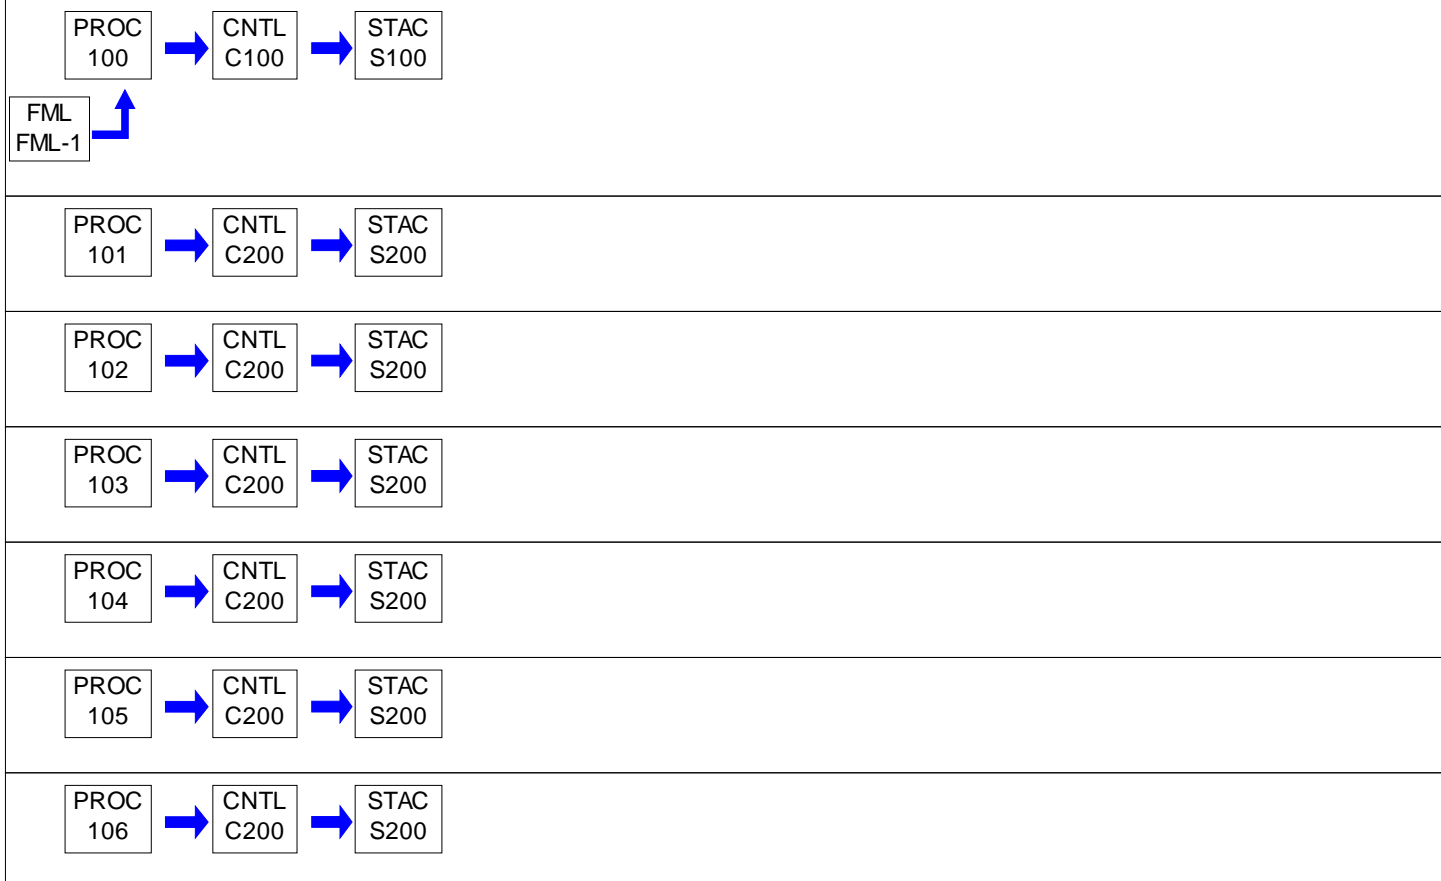 PROC
100
CNTL
C100
STAC
S100
FML
FML-1
PROC
101
CNTL
C200
STAC
S200
PROC
102
CNTL
C200
STAC
S200
PROC
103
CNTL
C200
STAC
S200
PROC
104
CNTL
C200
STAC
S200
PROC
105
CNTL
C200
STAC
S200
PROC
106
CNTL
C200
STAC
S200